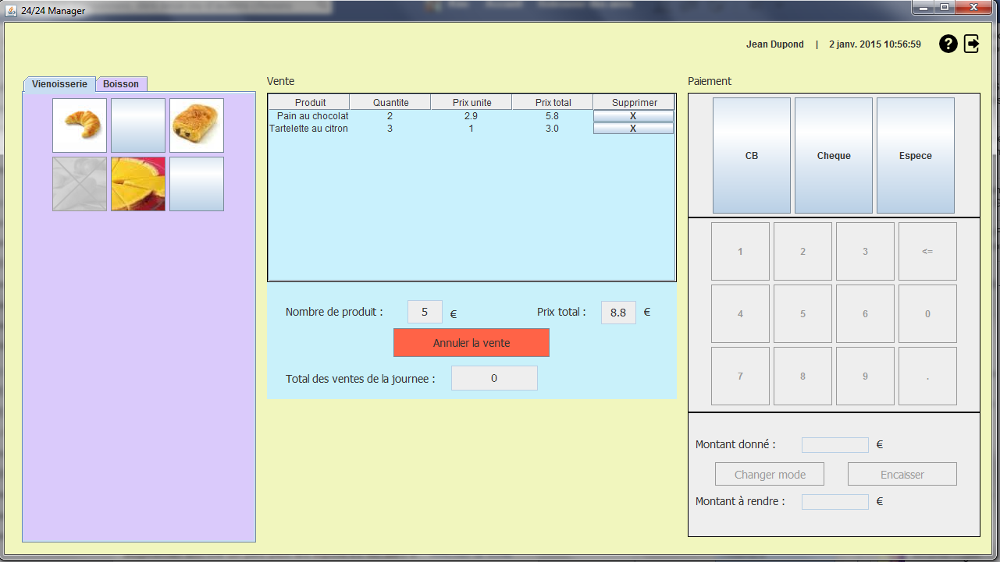 24/24 Manager
Jean Dupond | 2 janv. 2015 10:56:59 ?
Vienoisserie Boisson
Vente
Produit Quantite Prix unite Prix total Supprimer
Pain au chocolat 2 2.9 5.8 X
Tartelette au citron 3 1 3.0 X
Nombre de produit : 5 € Prix total : 8.8 €
Annuler la vente
Total des ventes de la journee : 0
Paiement
CB Cheque Espece
1 2 3 <=
4 5 6 0
7 8 9 .
Montant donné : €
Changer mode Encaisser
Montant à rendre : €